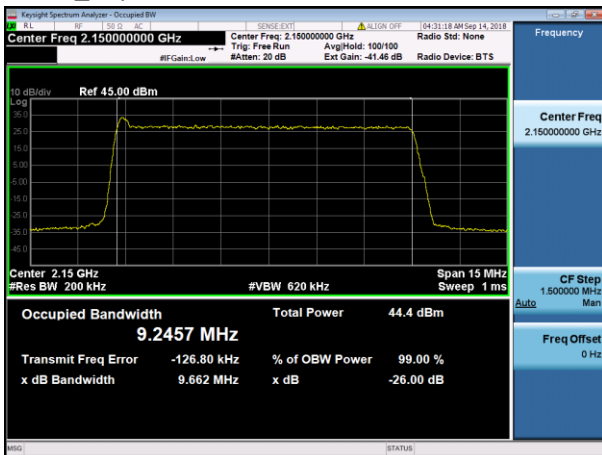 Keysight Spectrum Analyzer - Occupied BW
RL RF 50 Ω AC SENSE:EXT ALIGN OFF 04:31:18 AM Sep 14, 2018
Center Freq 2.150000000 GHz
Center Freq: 2.150000000 GHz Radio Std: None
Trig: Free Run Avg|Hold: 100/100
#IFGain:Low #Atten: 20 dB Ext Gain: -41.46 dB Radio Device: BTS
Frequency
10 dB/div Ref 45.00 dBm
Log
35.0
25.0
15.0
5.00
-5.00
-15.0
-25.0
-35.0
-45.0
Center Freq
2.150000000 GHz
Center 2.15 GHz Span 15 MHz
#Res BW 200 kHz #VBW 620 kHz Sweep 1 ms
CF Step
1.500000 MHz
Auto Man
Occupied Bandwidth Total Power 44.4 dBm
9.2457 MHz
Transmit Freq Error -126.80 kHz % of OBW Power 99.00 %
x dB Bandwidth 9.662 MHz x dB -26.00 dB
Freq Offset
0 Hz
MSG STATUS